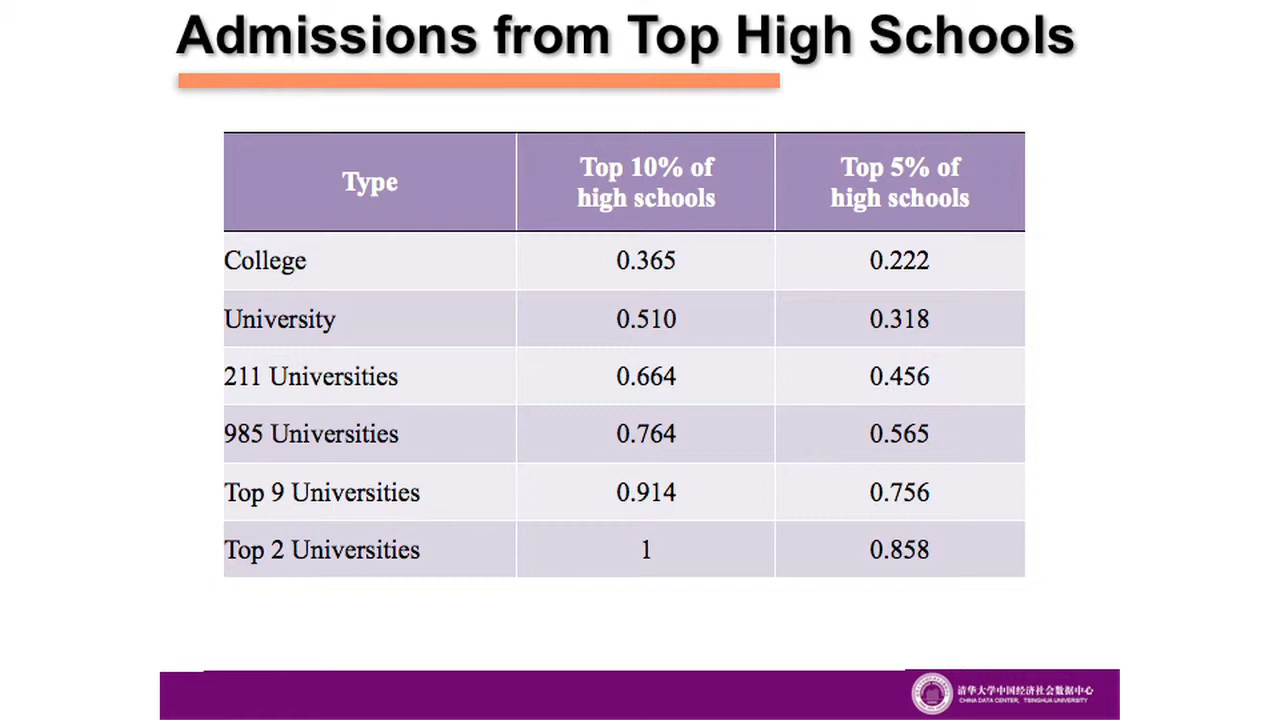 Admissions from Top High Schools
Type
Top 10% of
high schools
Top 5% of
high schools
College 0.365 0.222
University 0.510 0.318
211 Universities 0.664 0.456
985 Universities 0.764 0.565
Top 9 Universities 0.914 0.756
Top 2 Universities 1 0.858
清华大学中国经济社会数据中心
CHINA DATA CENTER, TSINGHUA UNIVERSITY